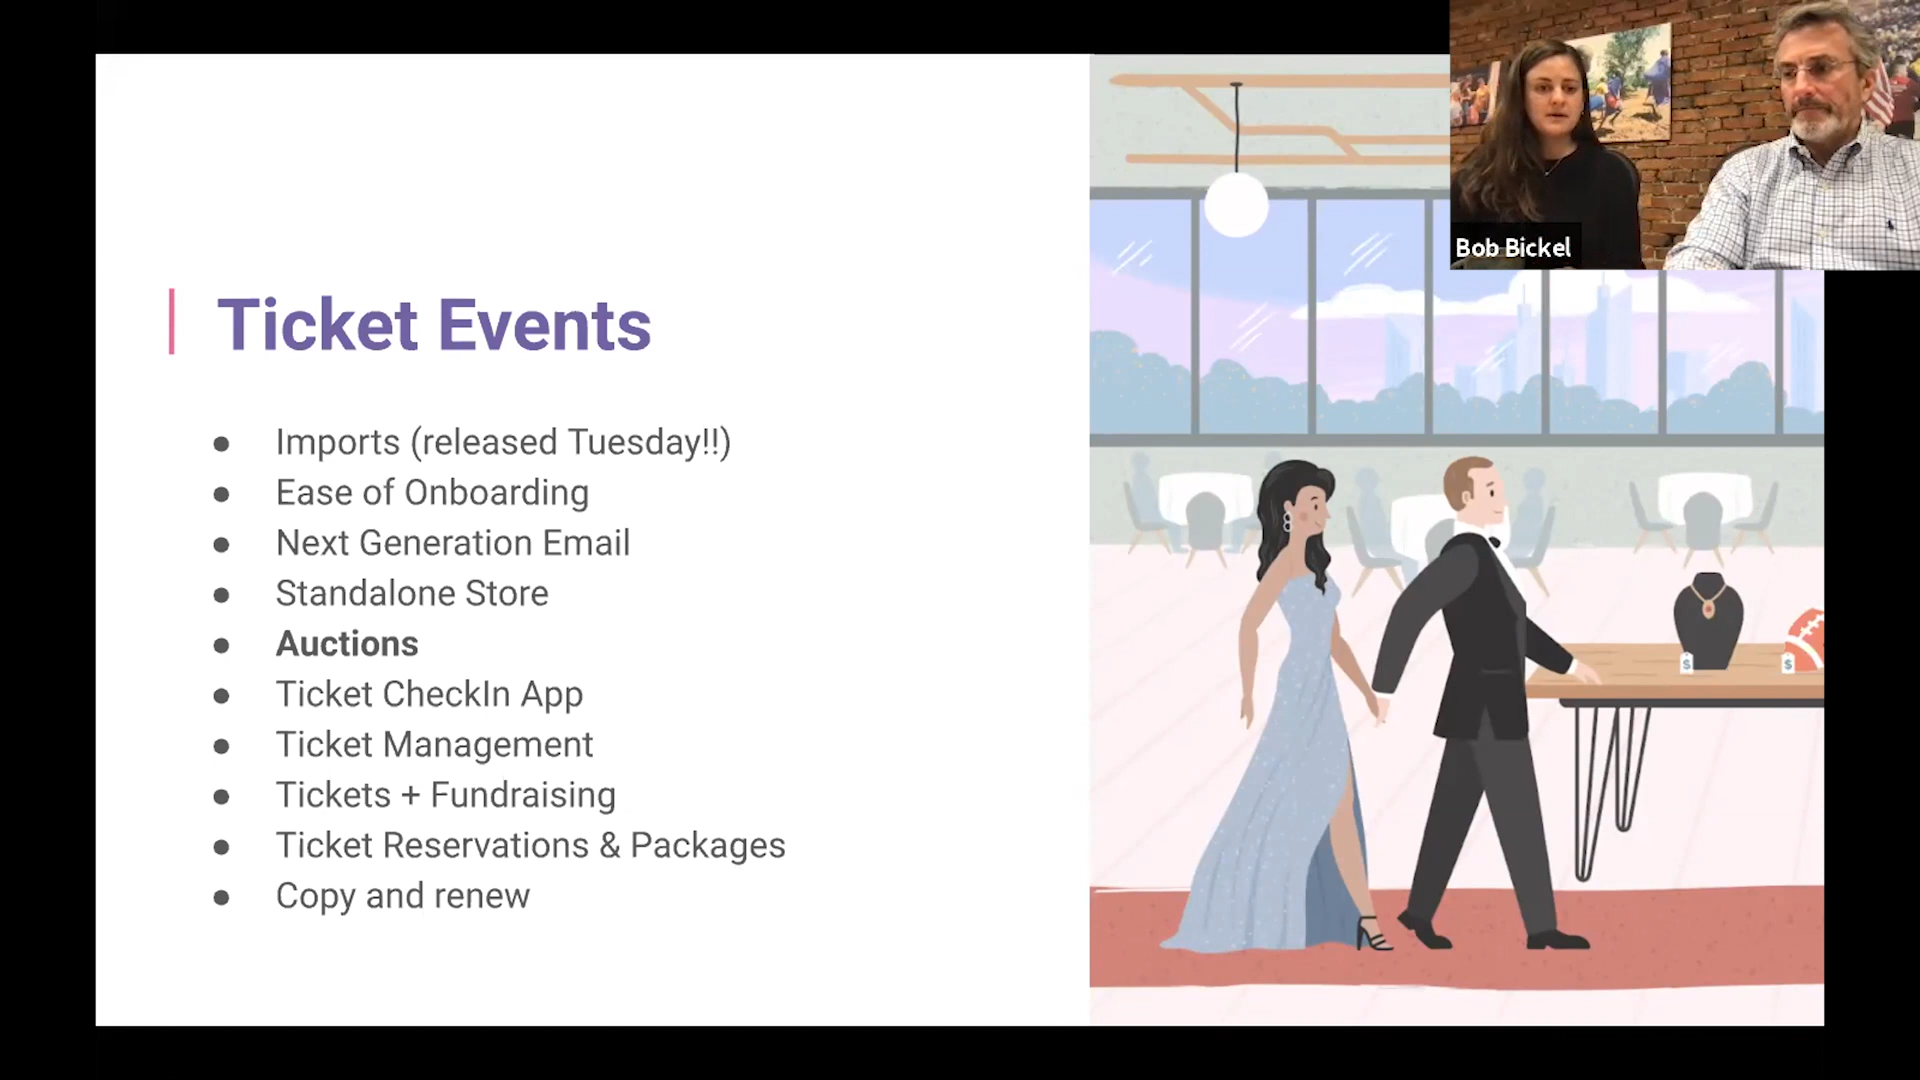 Bob Bickel
Ticket Events
Imports (released Tuesday!!)
Ease of Onboarding
Next Generation Email
Standalone Store
Auctions
Ticket CheckIn App
Ticket Management
Tickets + Fundraising
Ticket Reservations & Packages
Copy and renew
$
$